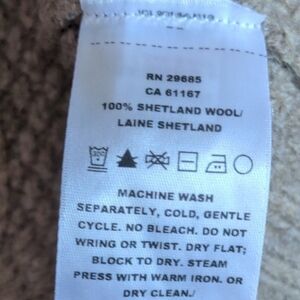 RN 29685
CA 61167
100% SHETLAND WOOL/
LAINE SHETLAND
MACHINE WASH
SEPARATELY, COLD, GENTLE
CYCLE. NO BLEACH. DO NOT
WRING OR TWIST. DRY FLAT;
BLOCK TO DRY. STEAM
PRESS WITH WARM IRON. OR
DRY CLEAN./